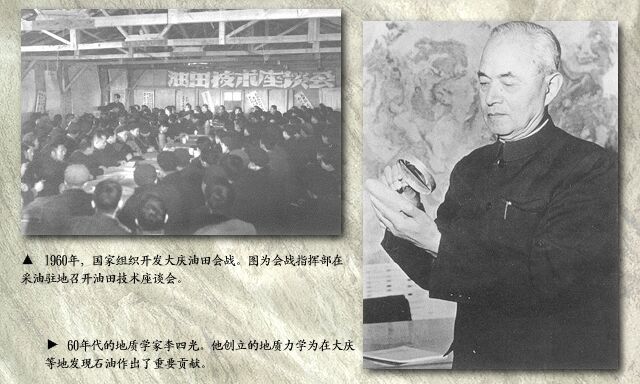 油田技术座谈会
▲ 1960年，国家组织开发大庆油田会战。图为会战指挥部在
采油驻地召开油田技术座谈会。
▶ 60年代的地质学家李四光。他创立的地质力学为在大庆
等地发现石油作出了重要贡献。